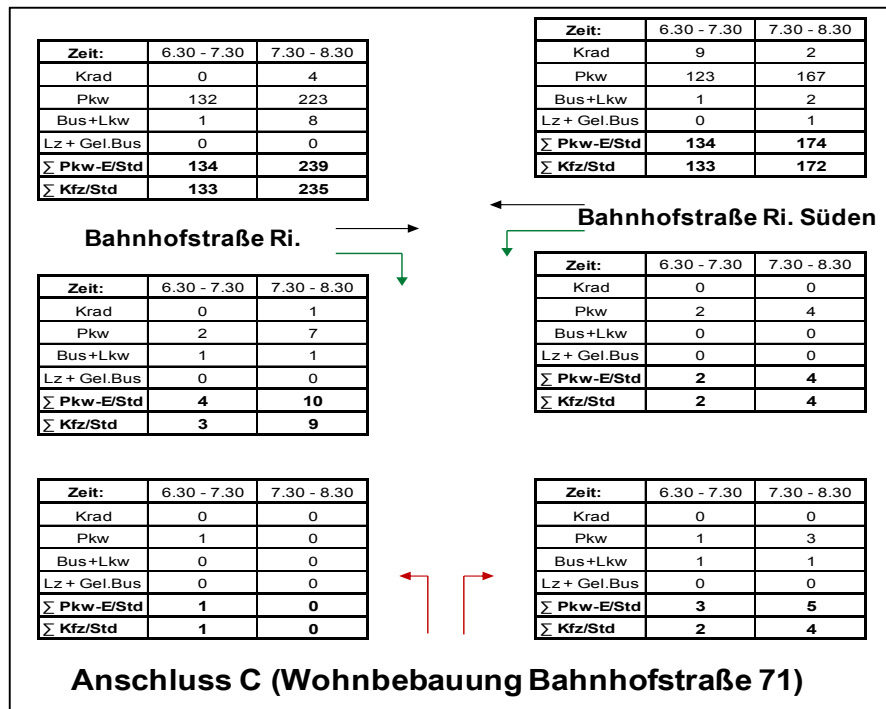 Zeit: 6.30 - 7.30 7.30 - 8.30
Krad 0 4
Pkw 132 223
Bus+Lkw 1 8
Lz + Gel.Bus 0 0
∑ Pkw-E/Std 134 239
∑ Kfz/Std 133 235
Zeit: 6.30 - 7.30 7.30 - 8.30
Krad 9 2
Pkw 123 167
Bus+Lkw 1 2
Lz + Gel.Bus 0 1
∑ Pkw-E/Std 134 174
∑ Kfz/Std 133 172
Bahnhofstraße Ri.
Bahnhofstraße Ri. Süden
Zeit: 6.30 - 7.30 7.30 - 8.30
Krad 0 1
Pkw 2 7
Bus+Lkw 1 1
Lz + Gel.Bus 0 0
∑ Pkw-E/Std 4 10
∑ Kfz/Std 3 9
Zeit: 6.30 - 7.30 7.30 - 8.30
Krad 0 0
Pkw 2 4
Bus+Lkw 0 0
Lz + Gel.Bus 0 0
∑ Pkw-E/Std 2 4
∑ Kfz/Std 2 4
Zeit: 6.30 - 7.30 7.30 - 8.30
Krad 0 0
Pkw 1 0
Bus+Lkw 0 0
Lz + Gel.Bus 0 0
∑ Pkw-E/Std 1 0
∑ Kfz/Std 1 0
Zeit: 6.30 - 7.30 7.30 - 8.30
Krad 0 0
Pkw 1 3
Bus+Lkw 1 1
Lz + Gel.Bus 0 0
∑ Pkw-E/Std 3 5
∑ Kfz/Std 2 4
Anschluss C (Wohnbebauung Bahnhofstraße 71)